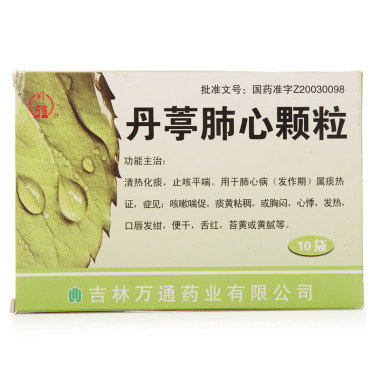 批准文号：国药准字Z20030098
丹葶肺心颗粒
功能主治：
清热化痰，止咳平喘。用于肺心病（发作期）属痰热
证，症见：咳嗽喘促，痰黄粘稠，或胸闷，心悸，发热，
口唇发绀，便干，舌红，苔黄或黄腻等。
10袋
吉林万通药业有限公司